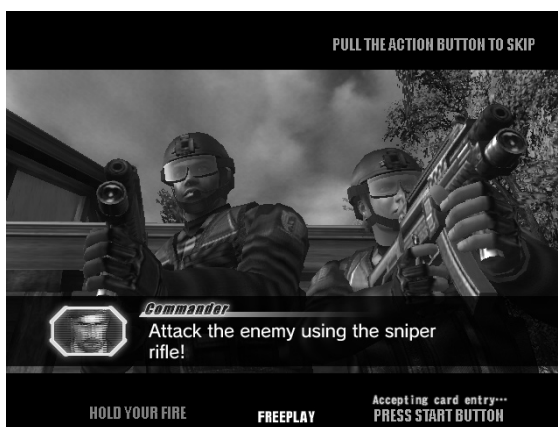 PULL THE ACTION BUTTON TO SKIP
Commander
Attack the enemy using the sniper
rifle!
Accepting card entry…
HOLD YOUR FIRE
FREEPLAY
PRESS START BUTTON